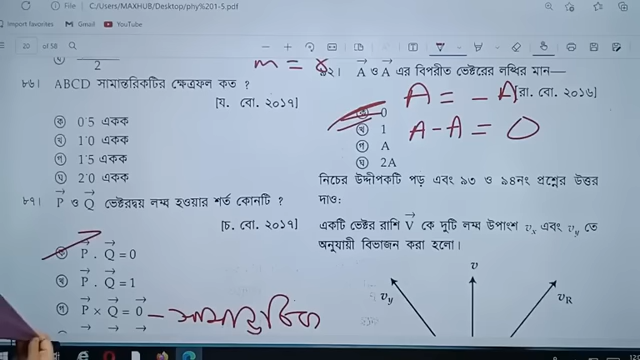 phy
C:/Users/MAXHUB/Desktop/phy%201-5.pdf
import favorites
Gmail
YouTube
20 of 58
2
m =
৮৬। ABCD সামান্তরিকটির ক্ষেত্রফল কত ?
[য. বো. ২০১৭]
ক 0·5 একক
খ 1·0 একক
গ 1·5 একক
ঘ 2·0 একক
৮৭। P ও Q ভেক্টরদ্বয় লম্ব হওয়ার শর্ত কোনটি ?
[চ. বো. ২০১৭]
P . Q = 0
খ P . Q = 1
গ P × Q = 0 – সামান্তরিক
৯২। A ও A এর বিপরীত ভেক্টরের লব্ধির মান—
[রা. বো. ২০১৬]
A = – A
0
A – A = 0
খ 1
গ A
ঘ 2A
নিচের উদ্দীপকটি পড় এবং ৯৩ ও ৯৪নং প্রশ্নের উত্তর
দাও:
একটি ভেক্টর রাশি V কে দুটি লম্ব উপাংশ vx এবং vy তে
অনুযায়ী বিভাজন করা হলো।
v
vy
vR